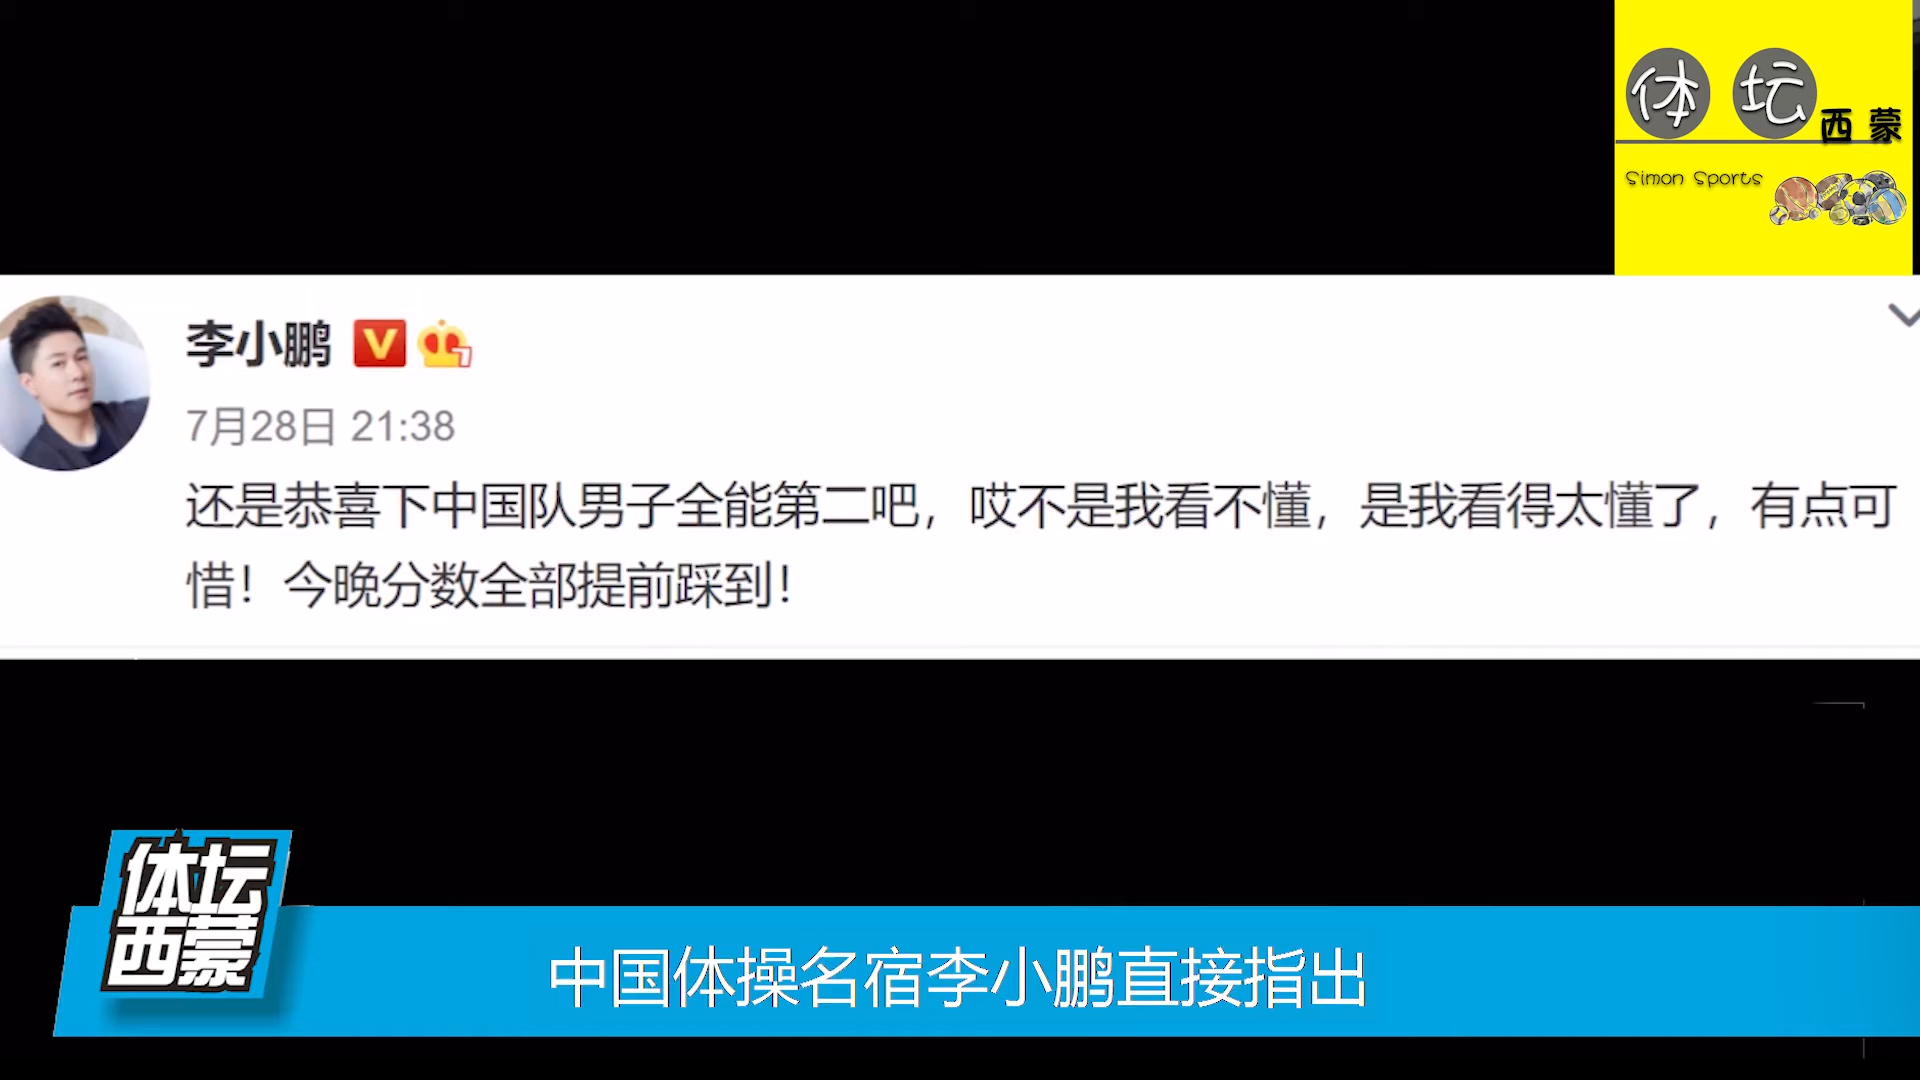 体坛西蒙
Simon Sports
李小鹏
7月28日 21:38
还是恭喜下中国队男子全能第二吧，哎不是我看不懂，是我看得太懂了，有点可
惜！今晚分数全部提前踩到！
体坛
西蒙
中国体操名宿李小鹏直接指出